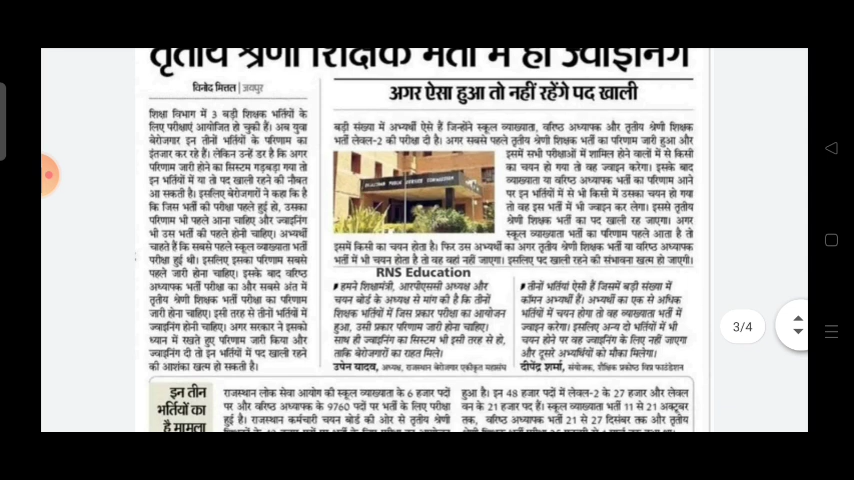 तृतीय श्रेणी शिक्षक भर्ती में हो ज्वाइनिंग
विनोद मित्तल | जयपुर
शिक्षा विभाग में 3 बड़ी शिक्षक भर्तियों के
लिए परीक्षाएं आयोजित हो चुकी हैं। अब युवा
बेरोजगार इन तीनों भर्तियों के परिणाम का
इंतजार कर रहे हैं। लेकिन उन्हें डर है कि अगर
परिणाम जारी होने का सिस्टम गड़बड़ा गया तो
इन भर्तियों में या तो पद खाली रहने की नौबत
आ सकती है। इसलिए बेरोजगारों ने कहा कि है
कि जिस भर्ती की परीक्षा पहले हुई हो, उसका
परिणाम भी पहले आना चाहिए और ज्वाइनिंग
भी उस भर्ती की पहले होनी चाहिए। अभ्यर्थी
चाहते हैं कि सबसे पहले स्कूल व्याख्याता भर्ती
परीक्षा हुई थी। इसलिए इसका परिणाम सबसे
पहले जारी होना चाहिए। इसके बाद वरिष्ठ
अध्यापक भर्ती परीक्षा का और सबसे अंत में
तृतीय श्रेणी शिक्षक भर्ती परीक्षा का परिणाम
जारी होना चाहिए। इसी तरह से तीनों भर्तियों में
ज्वाइनिंग होनी चाहिए। अगर सरकार ने इसको
ध्यान में रखते हुए परिणाम जारी किया और
ज्वाइनिंग दी तो इन भर्तियों में पद खाली रहने
की आशंका खत्म हो सकती है।
अगर ऐसा हुआ तो नहीं रहेंगे पद खाली
बड़ी संख्या में अभ्यर्थी ऐसे हैं जिन्होंने स्कूल व्याख्याता, वरिष्ठ अध्यापक और तृतीय श्रेणी शिक्षक
भर्ती लेवल-2 की परीक्षा दी है। अगर सबसे पहले तृतीय श्रेणी शिक्षक भर्ती का परिणाम जारी हुआ और
इसमें सभी परीक्षाओं में शामिल होने वालों में से किसी
का चयन हो गया तो वह ज्वाइन करेगा। इसके बाद
व्याख्याता या वरिष्ठ अध्यापक भर्ती का परिणाम आने
पर इन भर्तियों में से भी किसी में उसका चयन हो गया
तो वह इस भर्ती में भी ज्वाइन कर लेगा। इससे तृतीय
श्रेणी शिक्षक भर्ती का पद खाली रह जाएगा। अगर
स्कूल व्याख्याता भर्ती का परिणाम पहले आता है तो
इसमें किसी का चयन होता है। फिर उस अभ्यर्थी का अगर तृतीय श्रेणी शिक्षक भर्ती या वरिष्ठ अध्यापक
भर्ती में भी चयन होता है तो वह वहां नहीं जाएगा। इसलिए पद खाली रहने की संभावना खत्म हो जाएगी।
RAJASTHAN PUBLIC SERVICE COMMISSION
RNS Education
हमने शिक्षामंत्री, आरपीएससी अध्यक्ष और
चयन बोर्ड के अध्यक्ष से मांग की है कि तीनों
शिक्षक भर्तियों में जिस प्रकार परीक्षा का आयोजन
हुआ, उसी प्रकार परिणाम जारी होना चाहिए।
साथ ही ज्वाइनिंग का सिस्टम भी इसी तरह से हो,
ताकि बेरोजगारों का राहत मिले।
उपेन यादव, अध्यक्ष, राजस्थान बेरोजगार एकीकृत महासंघ
तीनों भर्तियां ऐसी हैं जिसमें बड़ी संख्या में
कॉमन अभ्यर्थी हैं। अभ्यर्थी का एक से अधिक
भर्तियों में चयन होगा तो वह व्याख्याता भर्ती में
ज्वाइन करेगा। इसलिए अन्य दो भर्तियों में भी
चयन होने पर वह ज्वाइनिंग के लिए नहीं जाएगा
और दूसरे अभ्यर्थियों को मौका मिलेगा।
दीपेंद्र शर्मा, संयोजक, शैक्षिक प्रकोष्ठ विप्र फाउंडेशन
इन तीन
भर्तियों का
है मामला
राजस्थान लोक सेवा आयोग की स्कूल व्याख्याता के 6 हजार पदों
पर और वरिष्ठ अध्यापक के 9760 पदों पर भर्ती के लिए परीक्षा
हुई है। राजस्थान कर्मचारी चयन बोर्ड की ओर से तृतीय श्रेणी
हुआ है। इन 48 हजार पदों में लेवल-2 के 27 हजार और लेवल
वन के 21 हजार पद हैं। स्कूल व्याख्याता भर्ती 11 से 21 अक्टूबर
तक, वरिष्ठ अध्यापक भर्ती 21 से 27 दिसंबर तक और तृतीय
3/4